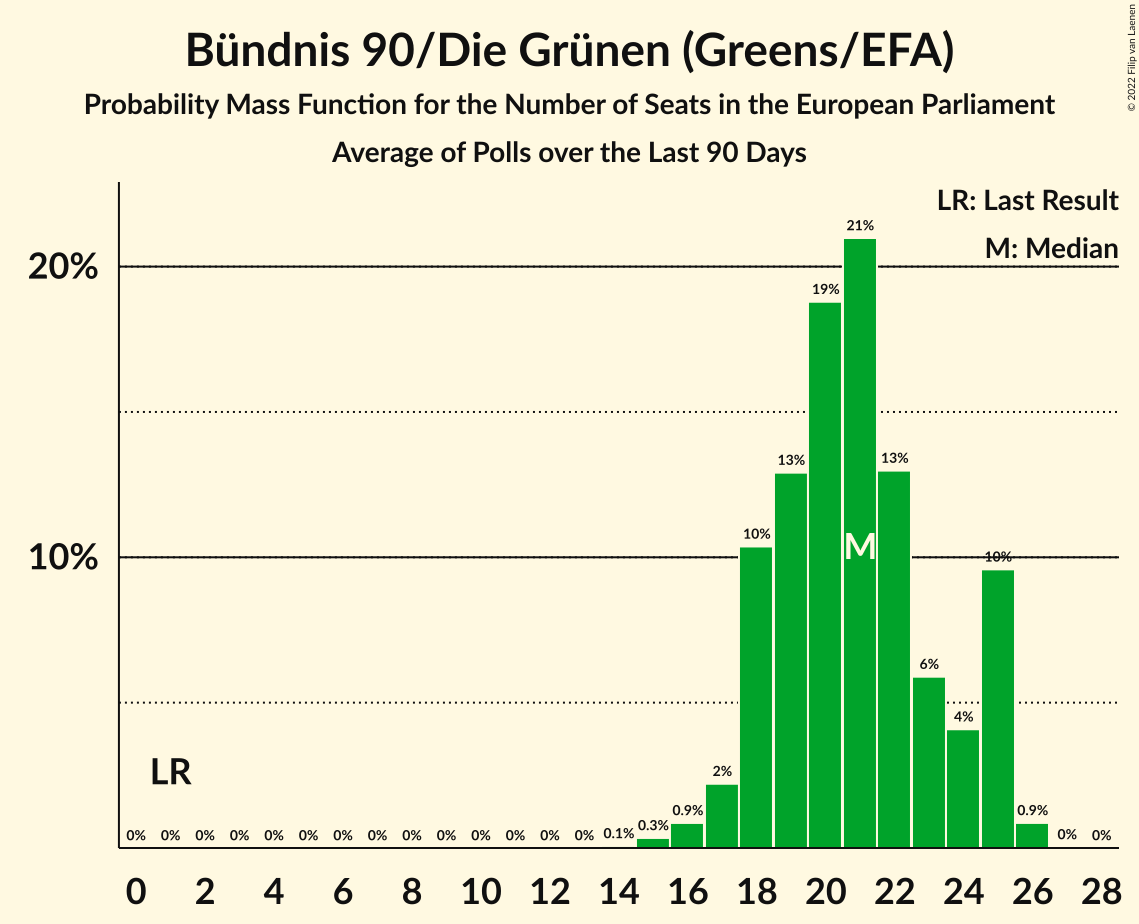 Bündnis 90/Die Grünen (Greens/EFA)
Probability Mass Function for the Number of Seats in the European Parliament
Average of Polls over the Last 90 Days
© 2022 Filip van Laenen
LR: Last Result
M: Median
20%
10%
LR
M
0% 0% 0% 0% 0% 0% 0% 0% 0% 0% 0% 0% 0% 0% 0.1% 0.3% 0.9% 2% 10% 13% 19% 21% 13% 6% 4% 10% 0.9% 0% 0%
0 2 4 6 8 10 12 14 16 18 20 22 24 26 28